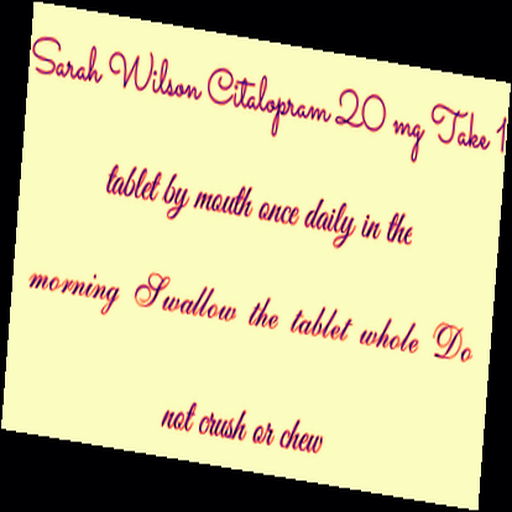 Sarah Wilson Citalopram 20 mg Take 1
tablet by mouth once daily in the
morning Swallow the tablet whole Do
not crush or chew